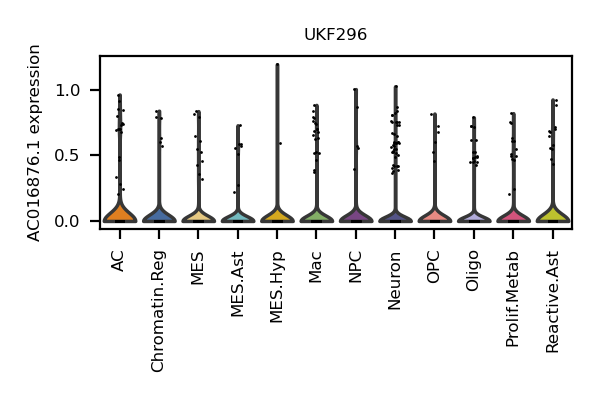 UKF296
AC016876.1 expression
1.0
0.5
0.0
AC
Chromatin.Reg
MES
MES.Ast
MES.Hyp
Mac
NPC
Neuron
OPC
Oligo
Prolif.Metab
Reactive.Ast